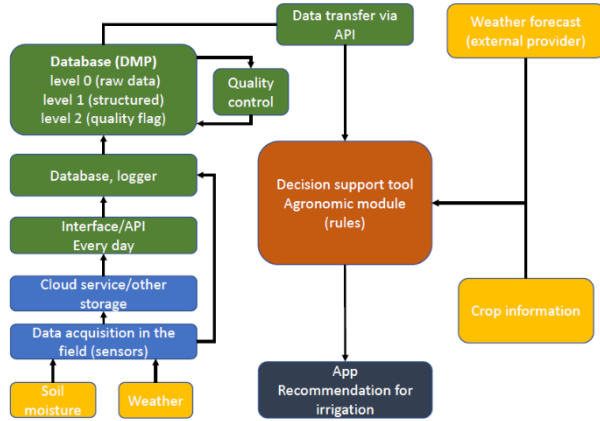 Data transfer via
API
Weather forecast
(external provider)
Database (DMP)
level 0 (raw data)
level 1 (structured)
level 2 (quality flag)
Quality
control
Database, logger
Decision support tool
Agronomic module
(rules)
Interface/API
Every day
Cloud service/other
storage
Crop information
Data acquisition in the
field (sensors)
App
Recommendation for
irrigation
Soil
moisture
Weather